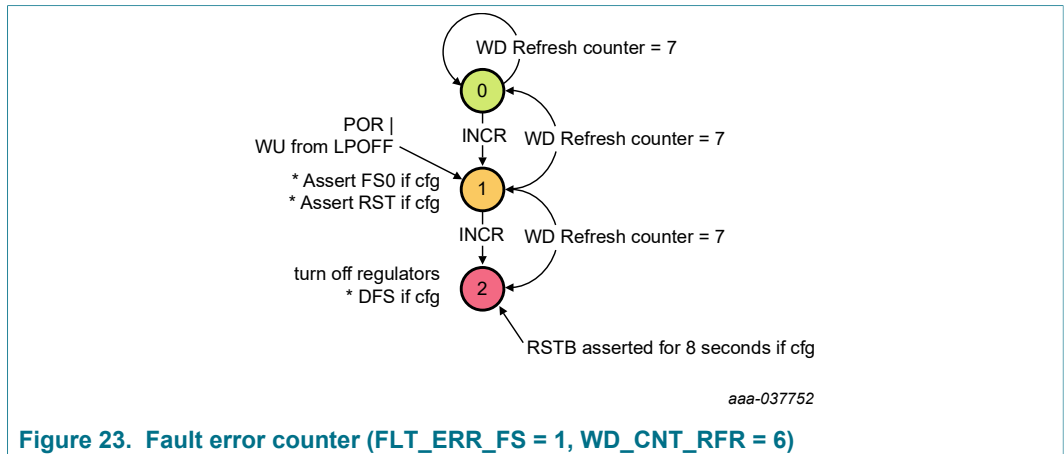 WD Refresh counter = 7
0
POR |
WU from LPOFF
INCR
WD Refresh counter = 7
* Assert FS0 if cfg
* Assert RST if cfg
1
INCR
WD Refresh counter = 7
turn off regulators
* DFS if cfg
2
RSTB asserted for 8 seconds if cfg
aaa-037752
Figure 23. Fault error counter (FLT_ERR_FS = 1, WD_CNT_RFR = 6)